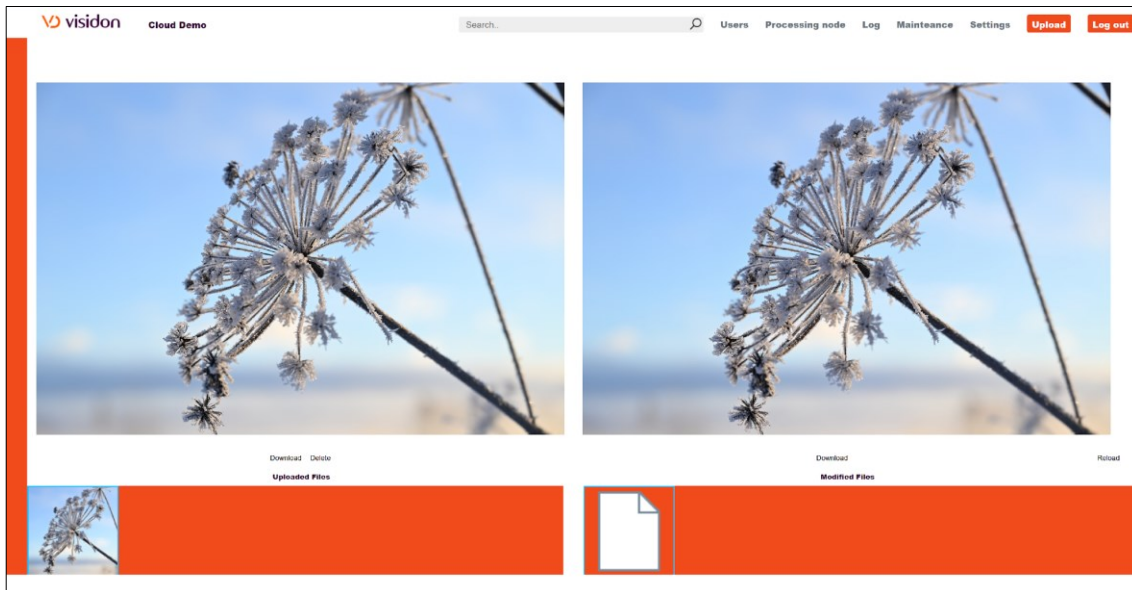 visidon
Cloud Demo
Search..
Users
Processing node
Log
Mainteance
Settings
Upload
Log out
Download
Delete
Download
Reload
Uploaded Files
Modified Files